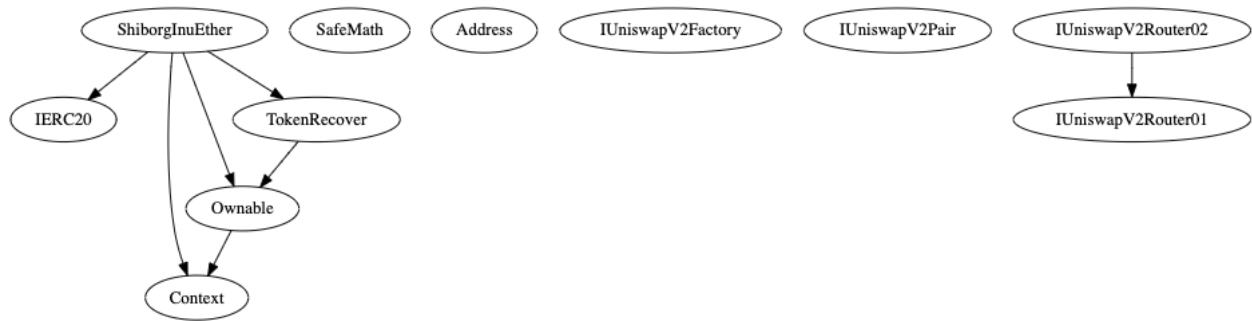 ShiborgInuEther
SafeMath
Address
IUniswapV2Factory
IUniswapV2Pair
IUniswapV2Router02
IERC20
TokenRecover
IUniswapV2Router01
Ownable
Context